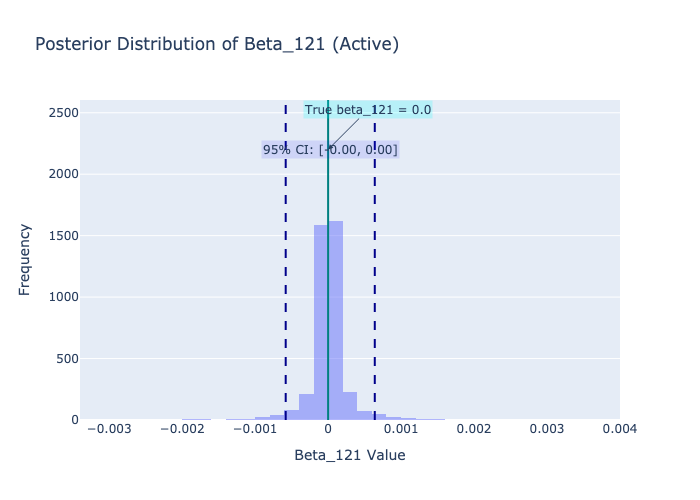 Posterior Distribution of Beta_121 (Active)
True beta_121 = 0.0
95% CI: [-0.00, 0.00]
2500
2000
1500
1000
500
0
Frequency
−0.003
−0.002
−0.001
0
0.001
0.002
0.003
0.004
Beta_121 Value